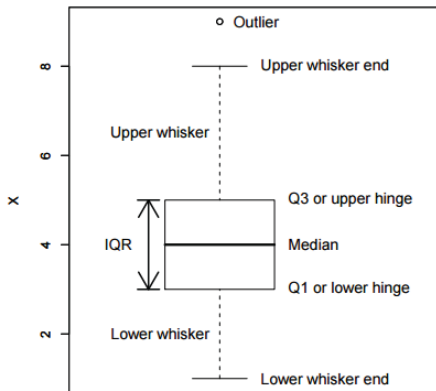 Outlier
8
Upper whisker end
Upper whisker
6
Q3 or upper hinge
X
IQR
4
Median
Q1 or lower hinge
2
Lower whisker
Lower whisker end